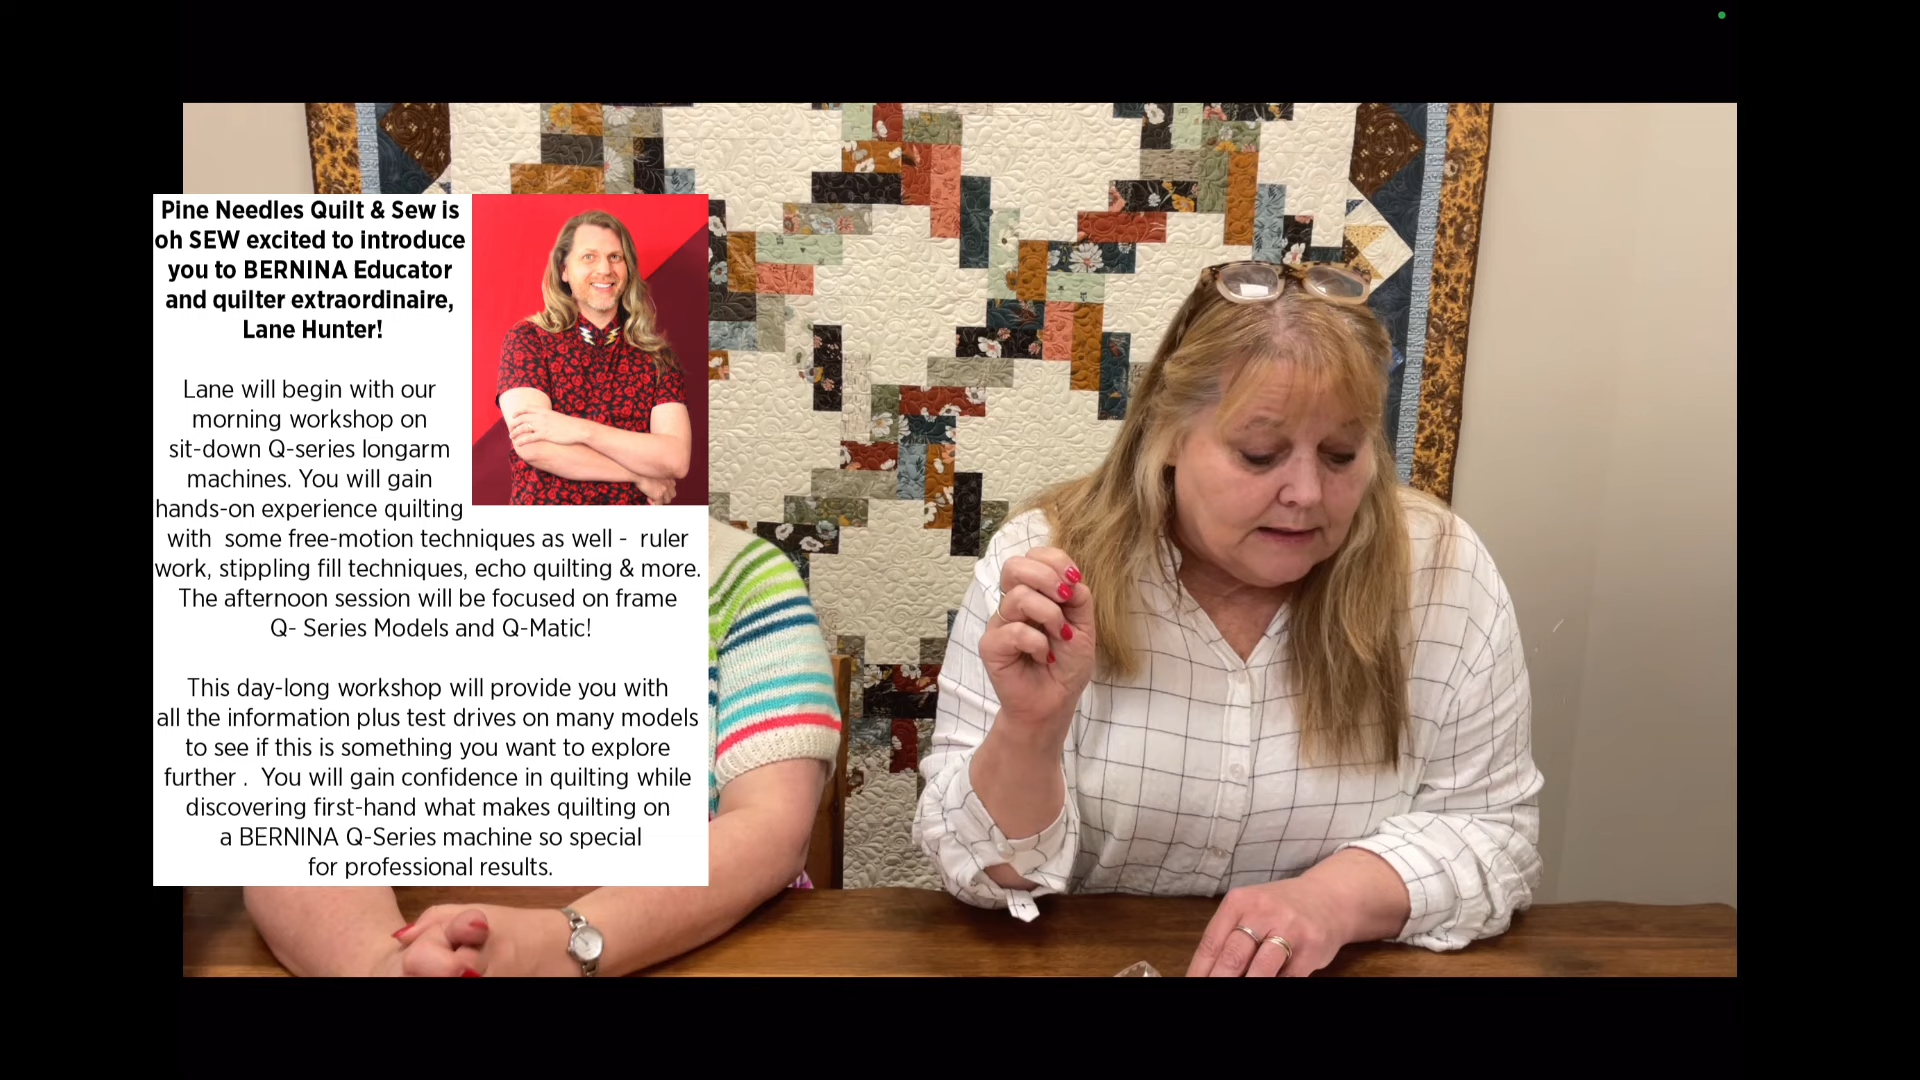 Pine Needles Quilt & Sew is
oh SEW excited to introduce
you to BERNINA Educator
and quilter extraordinaire,
Lane Hunter!
Lane will begin with our
morning workshop on
sit-down Q-series longarm
machines. You will gain
hands-on experience quilting
with some free-motion techniques as well - ruler
work, stippling fill techniques, echo quilting & more.
The afternoon session will be focused on frame
Q- Series Models and Q-Matic!
This day-long workshop will provide you with
all the information plus test drives on many models
to see if this is something you want to explore
further . You will gain confidence in quilting while
discovering first-hand what makes quilting on
a BERNINA Q-Series machine so special
for professional results.